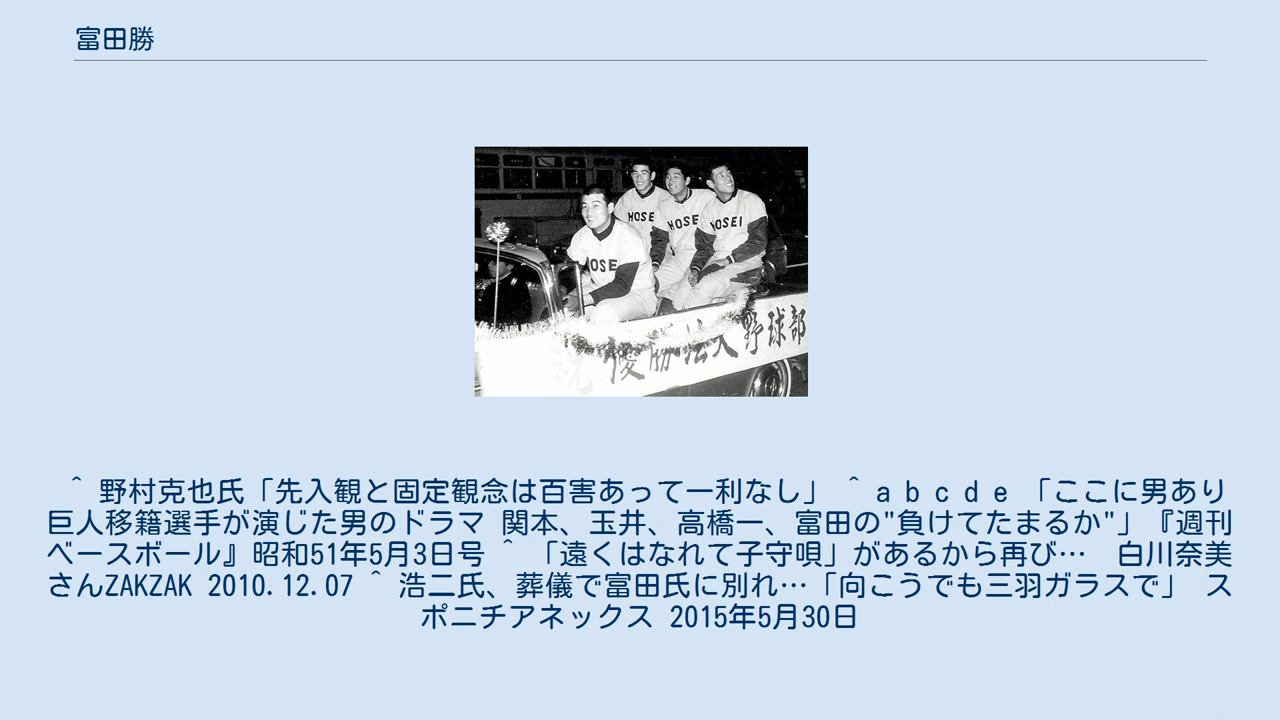 富田勝
HOSEI
HOSE
HOSEI
HOSE
祝 優勝 法大野球部
^ 野村克也氏「先入観と固定観念は百害あって一利なし」 ^ a b c d e 「ここに男あり
巨人移籍選手が演じた男のドラマ 関本、玉井、高橋一、富田の"負けてたまるか"」『週刊
ベースボール』昭和51年5月3日号 ^ 「遠くはなれて子守唄」があるから再び… 白川奈美
さんZAKZAK 2010.12.07 ^ 浩二氏、葬儀で富田氏に別れ…「向こうでも三羽ガラスで」 ス
ポニチアネックス 2015年5月30日